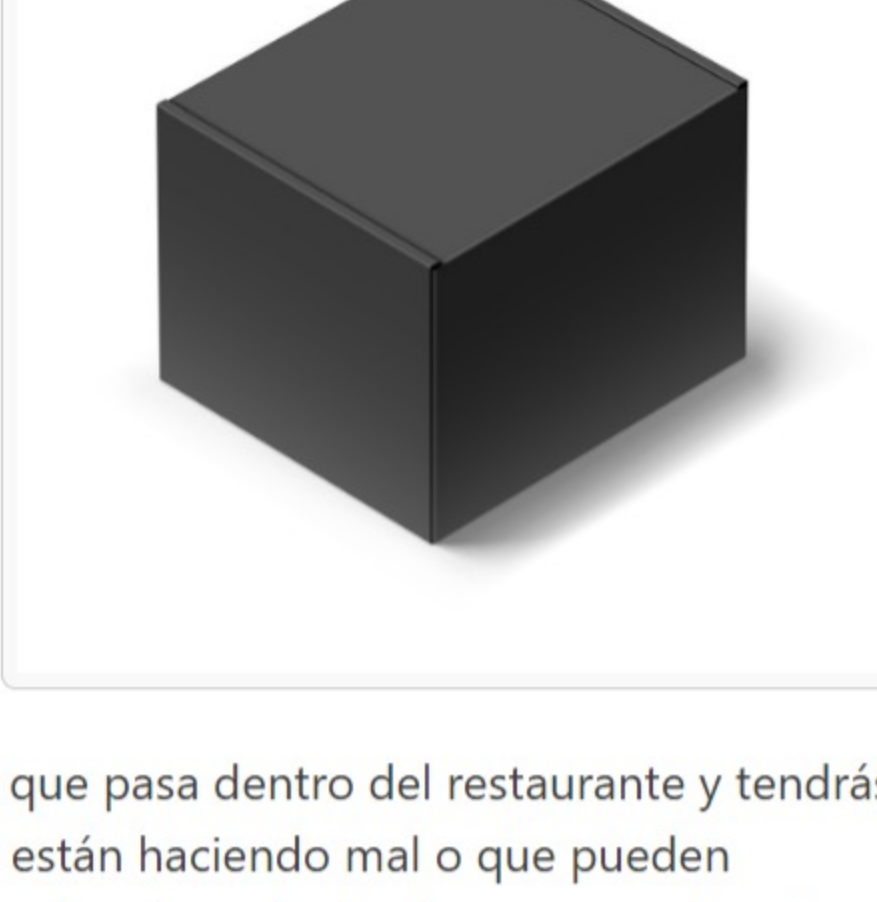 que pasa dentro del restaurante y tendrás
están haciendo mal o que pueden